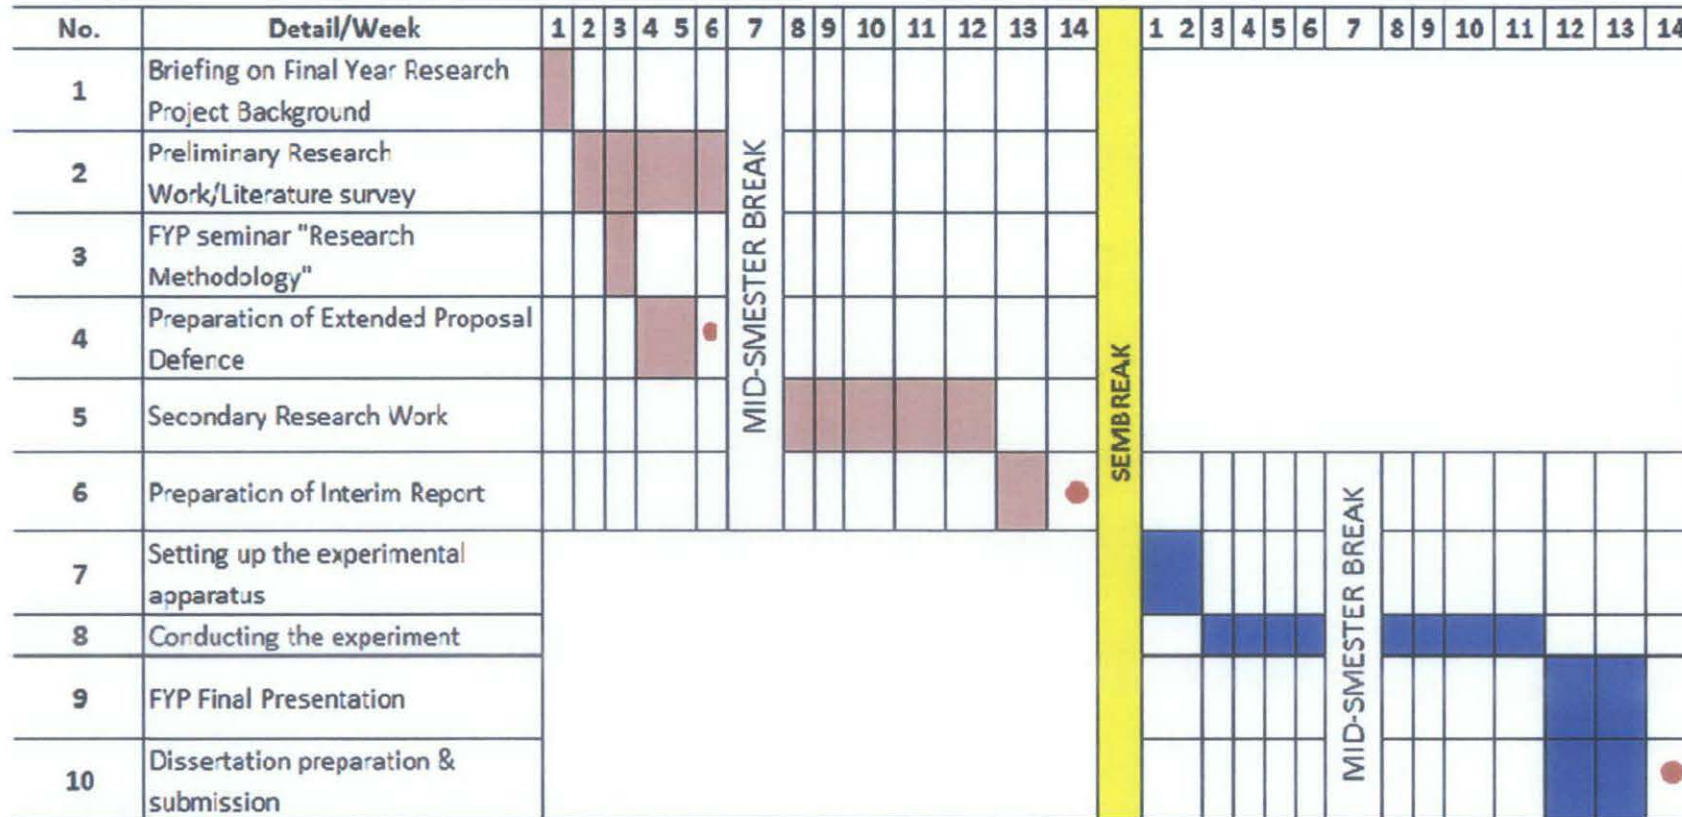 No. Detail/Week 1 2 3 4 5 6 7 8 9 10 11 12 13 14 1 2 3 4 5 6 7 8 9 10 11 12 13 14
1 Briefing on Final Year Research
Project Background
2 Preliminary Research
Work/Literature survey
3 FYP seminar "Research
Methodology"
4 Preparation of Extended Proposal
Defence
5 Secondary Research Work
6 Preparation of Interim Report
7 Setting up the experimental
apparatus
8 Conducting the experiment
9 FYP Final Presentation
10 Dissertation preparation &
submission
MID-SMESTER BREAK
SEMBREAK
MID-SMESTER BREAK